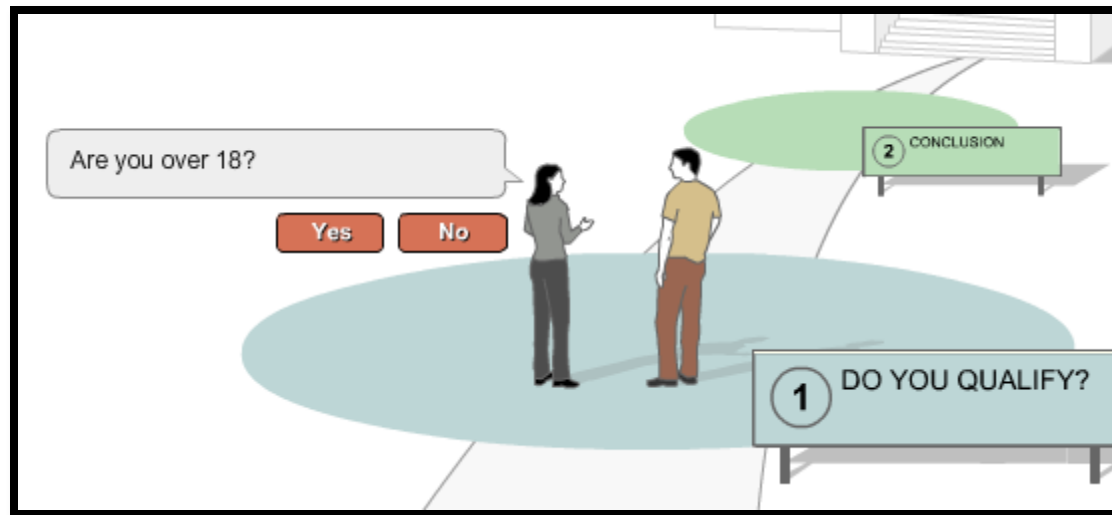 Are you over 18?
Yes
No
2
CONCLUSION
1
DO YOU QUALIFY?